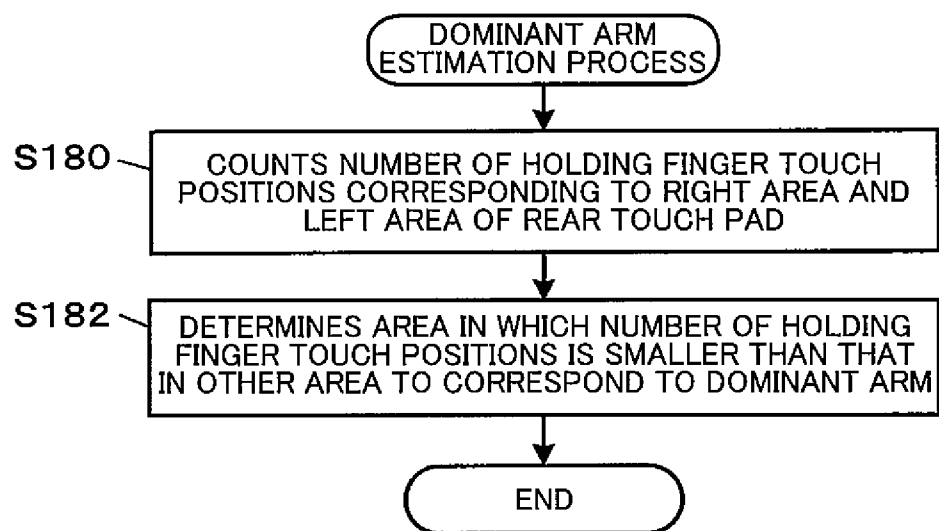 DOMINANT ARM
ESTIMATION PROCESS
S180
COUNTS NUMBER OF HOLDING FINGER TOUCH
POSITIONS CORRESPONDING TO RIGHT AREA AND
LEFT AREA OF REAR TOUCH PAD
S182
DETERMINES AREA IN WHICH NUMBER OF HOLDING
FINGER TOUCH POSITIONS IS SMALLER THAN THAT
IN OTHER AREA TO CORRESPOND TO DOMINANT ARM
END